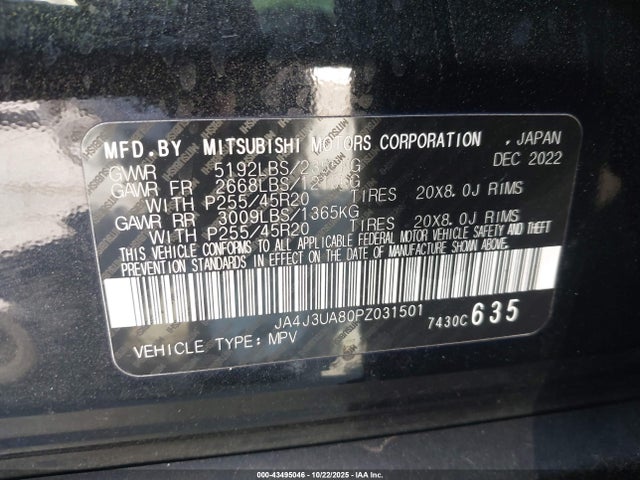 MFD.BY MITSUBISHI MOTORS CORPORATION , JAPAN
GVWR 5192LBS/ DEC 2022
GAWR FR 2668LBS/
WITH P255/45R20 TIRES 20X8.0J RIMS
GAWR RR 3009LBS/1365KG
WITH P255/45R20 TIRES 20X8.0J RIMS
THIS VEHICLE CONFORMS TO ALL APPLICABLE FEDERAL MOTOR VEHICLE SAFETY AND THEFT
PREVENTION STANDARDS IN EFFECT ON THE DATE OF MANUFACTURE SHOWN ABOVE.
JA4J3UA80PZ031501 7430C635
VEHICLE TYPE: MPV
000-43495046 - 10/22/2025 - IAAI, Inc.